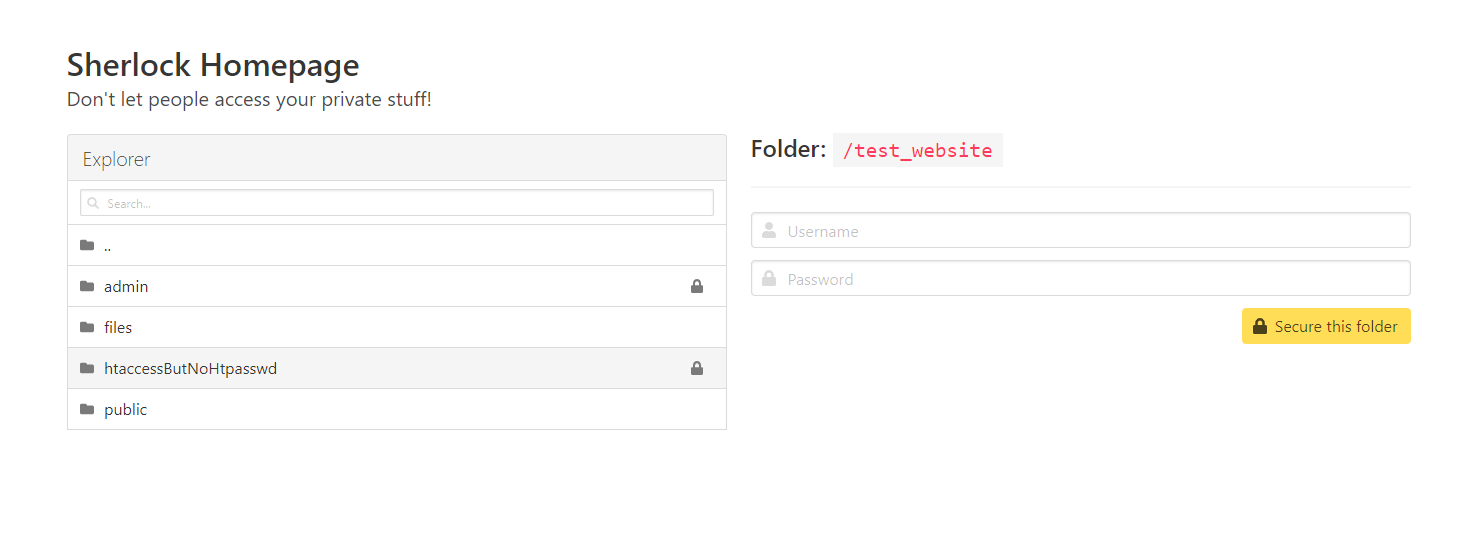 Sherlock Homepage
Don't let people access your private stuff!
Explorer
Search...
..
admin
files
htaccessButNoHtpasswd
public
Folder: /test_website
Username
Password
Secure this folder